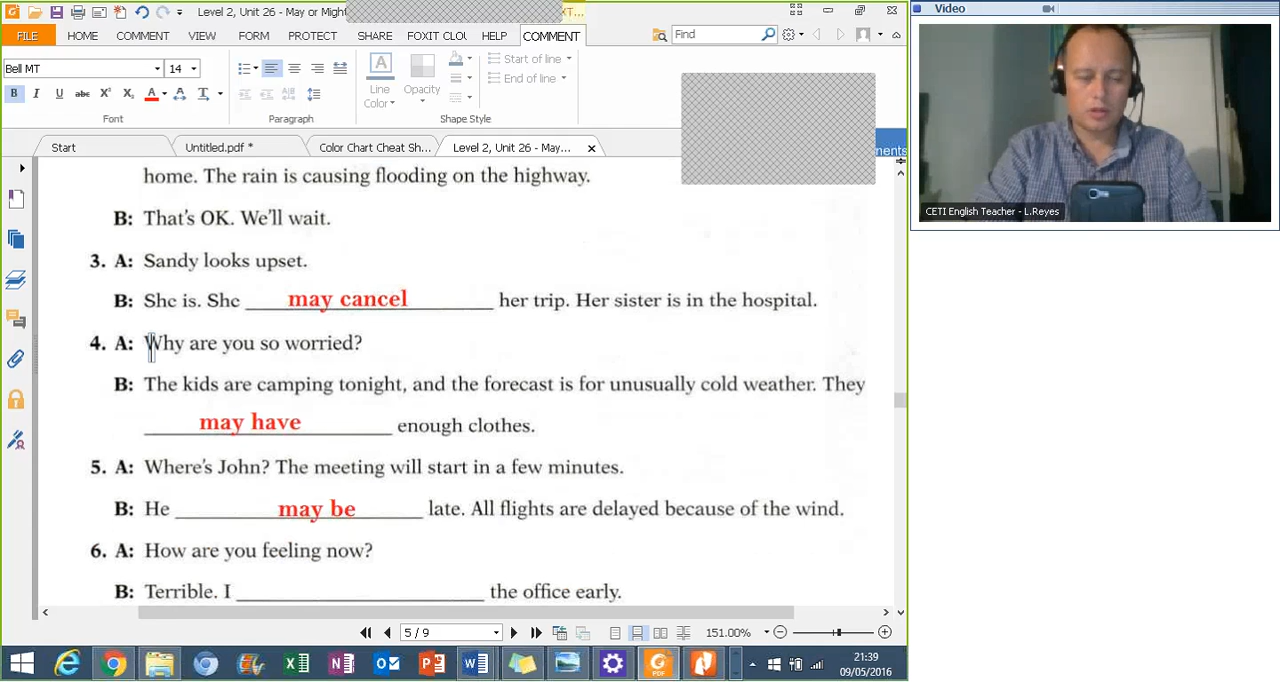 Level 2, Unit 26 - May or Migh
XT...
FILE HOME COMMENT VIEW FORM PROTECT SHARE FOXIT CLOU HELP COMMENT Find
Bell MT 14 Start of line
B I U abc X² X₂ A A T Line Color Opacity End of line
Font Paragraph Shape Style
Start Untitled.pdf * Color Chart Cheat Sh... Level 2, Unit 26 - May...
nents
home. The rain is causing flooding on the highway.
B: That's OK. We'll wait.
3. A: Sandy looks upset.
B: She is. She may cancel her trip. Her sister is in the hospital.
4. A: Why are you so worried?
B: The kids are camping tonight, and the forecast is for unusually cold weather. They
may have enough clothes.
5. A: Where's John? The meeting will start in a few minutes.
B: He may be late. All flights are delayed because of the wind.
6. A: How are you feeling now?
B: Terrible. I the office early.
5 / 9 151.00%
21:39
09/05/2016
Video
CETI English Teacher - L.Reyes